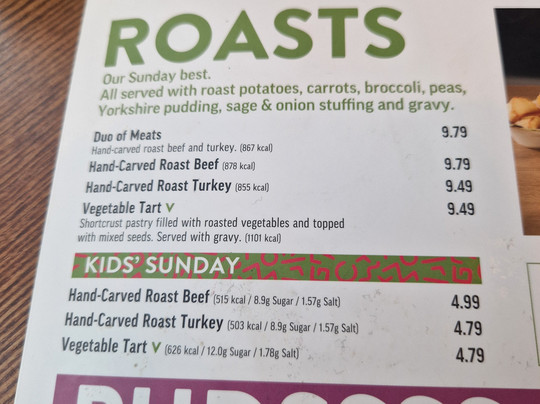 ROASTS
Our Sunday best.
All served with roast potatoes, carrots, broccoli, peas,
Yorkshire pudding, sage & onion stuffing and gravy.
Duo of Meats 9.79
Hand-carved roast beef and turkey. (867 kcal)
Hand-Carved Roast Beef (878 kcal) 9.79
Hand-Carved Roast Turkey (855 kcal) 9.49
Vegetable Tart V 9.49
Shortcrust pastry filled with roasted vegetables and topped
with mixed seeds. Served with gravy. (1101 kcal)
KIDS' SUNDAY
Hand-Carved Roast Beef (515 kcal / 8.9g Sugar / 1.57g Salt) 4.99
Hand-Carved Roast Turkey (503 kcal / 8.9g Sugar / 1.57g Salt) 4.79
Vegetable Tart V (626 kcal / 12.0g Sugar / 1.78g Salt) 4.79